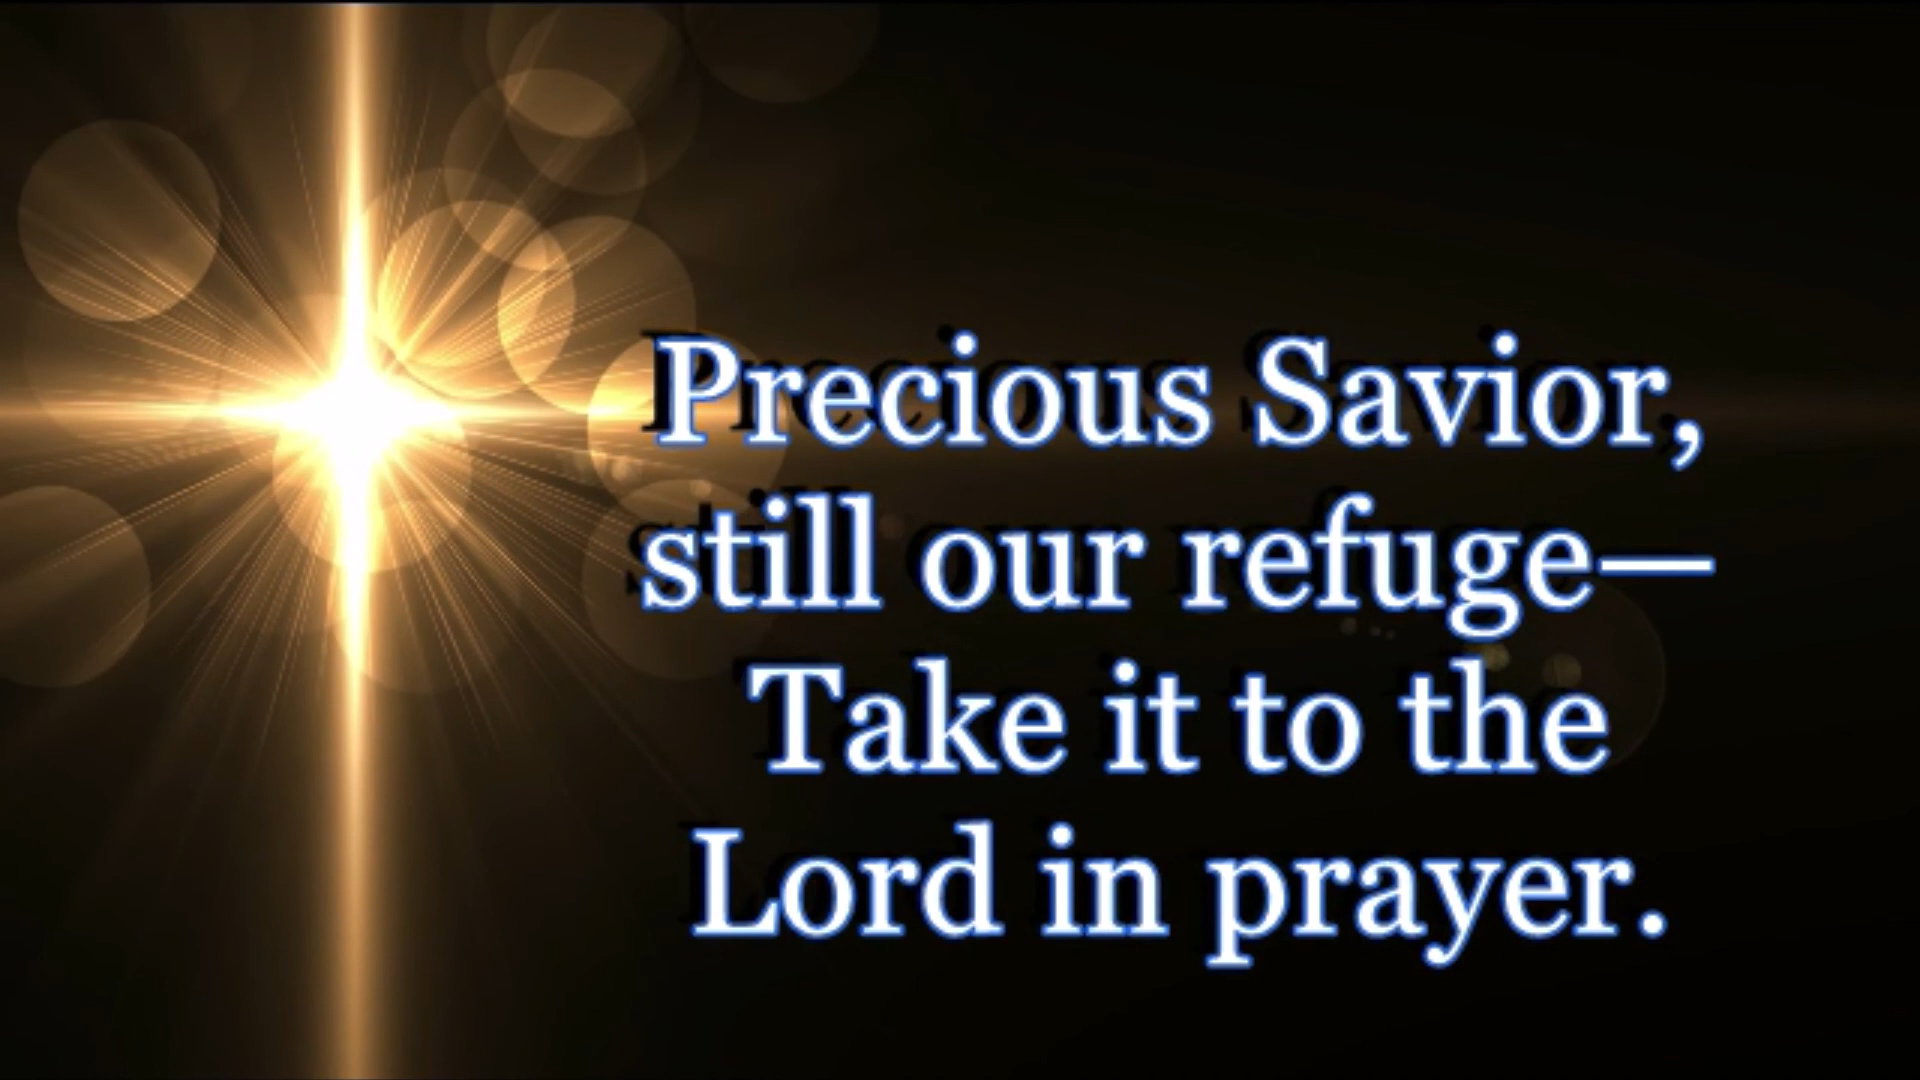 Precious Savior,
still our refuge—
Take it to the
Lord in prayer.